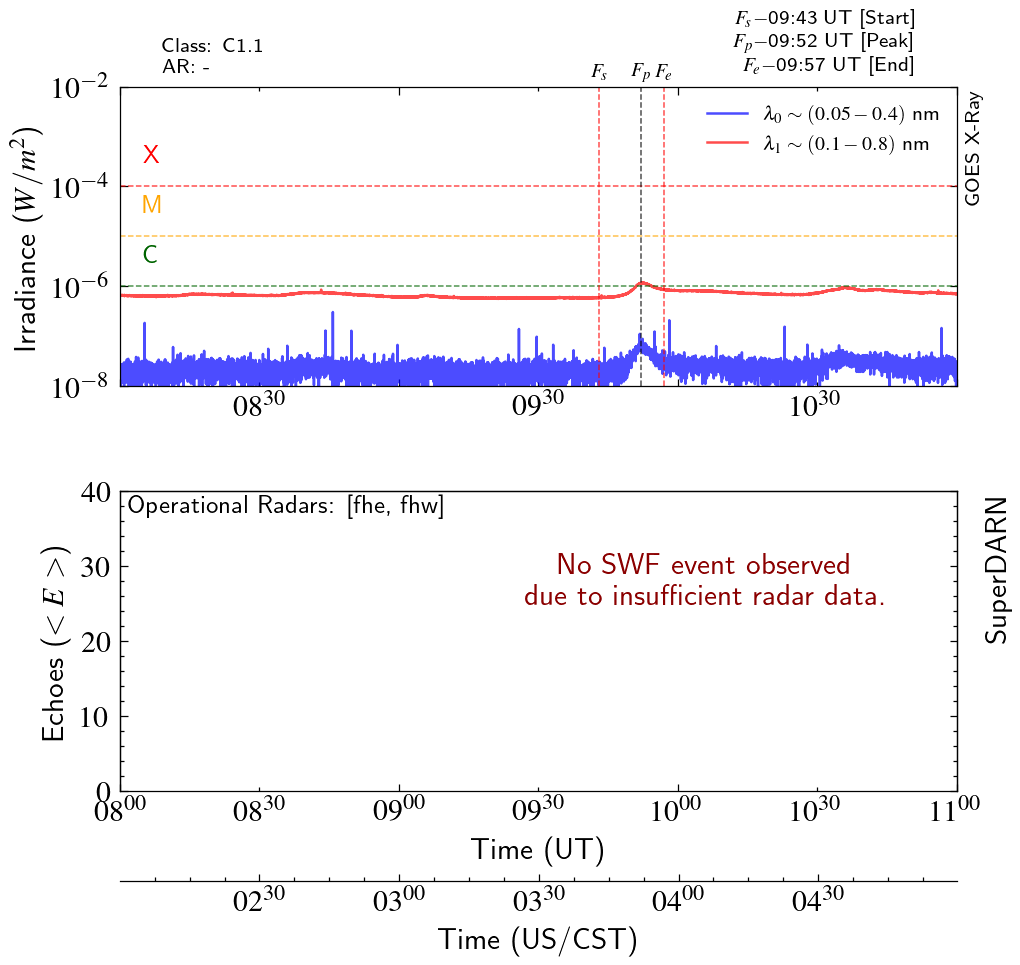 Class: C1.1
AR: -
F_s−09:43 UT [Start]
F_p−09:52 UT [Peak]
F_e−09:57 UT [End]
F_s F_p F_e
10^{−2}
10^{−4}
10^{−6}
10^{−8}
Irradiance (W/m^2)
X
M
C
λ_0 ∼ (0.05 − 0.4) nm
λ_1 ∼ (0.1 − 0.8) nm
GOES X-Ray
08^{30} 09^{30} 10^{30}
Operational Radars: [fhe, fhw]
No SWF event observed
due to insufficient radar data.
40
30
20
10
0
Echoes (< E >)
SuperDARN
08^{00} 08^{30} 09^{00} 09^{30} 10^{00} 10^{30} 11^{00}
Time (UT)
02^{30} 03^{00} 03^{30} 04^{00} 04^{30}
Time (US/CST)